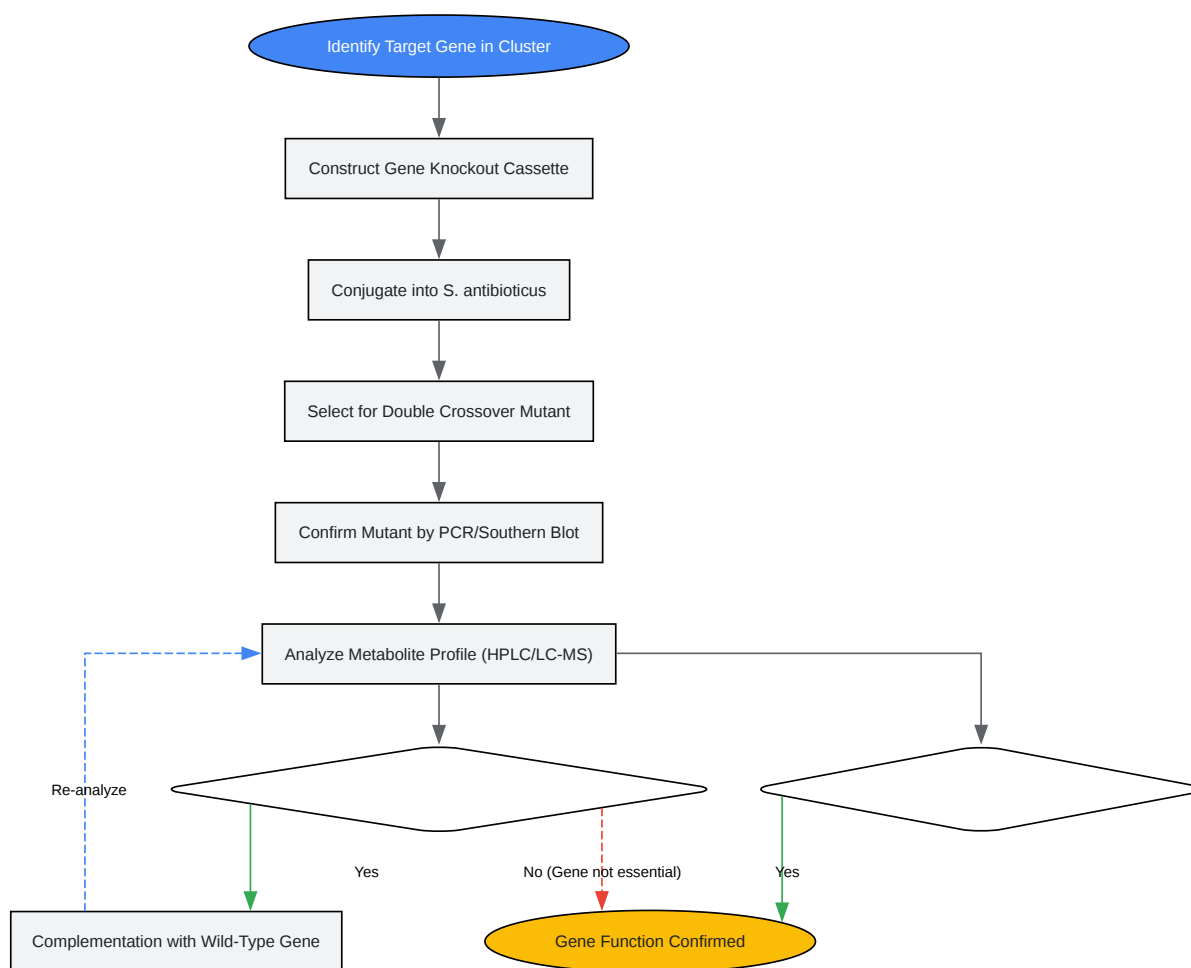 Identify Target Gene in Cluster
Construct Gene Knockout Cassette
Conjugate into S. antibioticus
Select for Double Crossover Mutant
Confirm Mutant by PCR/Southern Blot
Analyze Metabolite Profile (HPLC/LC-MS)
Re-analyze
Yes
No (Gene not essential)
Yes
Complementation with Wild-Type Gene
Gene Function Confirmed